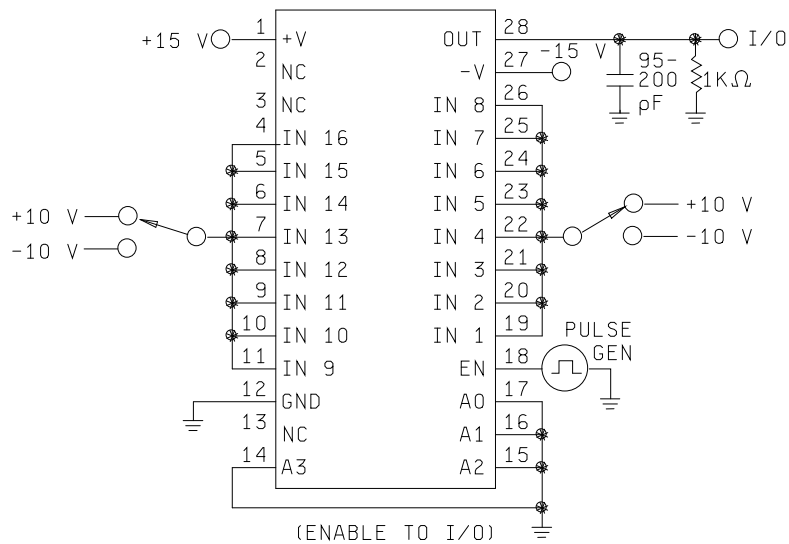 +15 V
1
+V
2
NC
3
NC
4
IN 16
5
IN 15
6
IN 14
7
IN 13
8
IN 12
9
IN 11
10
IN 10
11
IN 9
12
GND
13
NC
14
A3
+10 V
-10 V
OUT
28
I/O
-15 V
-V
27
95-
200
pF
1KΩ
IN 8
26
IN 7
25
IN 6
24
IN 5
23
IN 4
22
IN 3
21
IN 2
20
IN 1
19
EN
18
A0
17
A1
16
A2
15
+10 V
-10 V
PULSE
GEN
(ENABLE TO I/O)